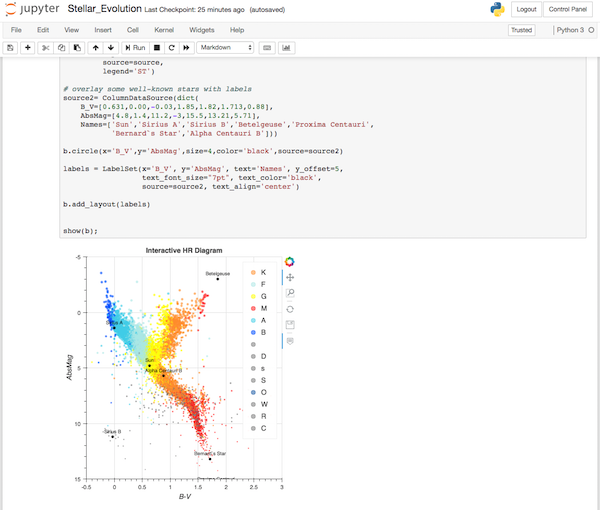 jupyter Stellar_Evolution Last Checkpoint: 25 minutes ago (autosaved)
Logout Control Panel
File Edit View Insert Cell Kernel Widgets Help
Trusted Python 3
Run Markdown
source=source,
legend='ST')
# overlay some well-known stars with labels
source2= ColumnDataSource(dict(
B_V=[0.631,0.00,-0.03,1.85,1.82,1.713,0.88],
AbsMag=[4.8,1.4,11.2,-3,15.5,13.21,5.71],
Names=['Sun','Sirius A','Sirius B','Betelgeuse','Proxima Centauri',
'Bernard`s Star','Alpha Centauri B']))
b.circle(x='B_V',y='AbsMag',size=4,color='black',source=source2)
labels = LabelSet(x='B_V', y='AbsMag', text='Names', y_offset=5,
text_font_size="7pt", text_color='black',
source=source2, text_align='center')
b.add_layout(labels)
show(b);
Interactive HR Diagram
-5
Betelgeuse
K
F
G
0
M
Sirius A
A
B
Sun
D
5
Alpha Centauri B
s
S
O
W
10
R
Sirius B
C
Bernard`s Star
15
-0.5 0 0.5 1 1.5 2 2.5 3
AbsMag
B-V